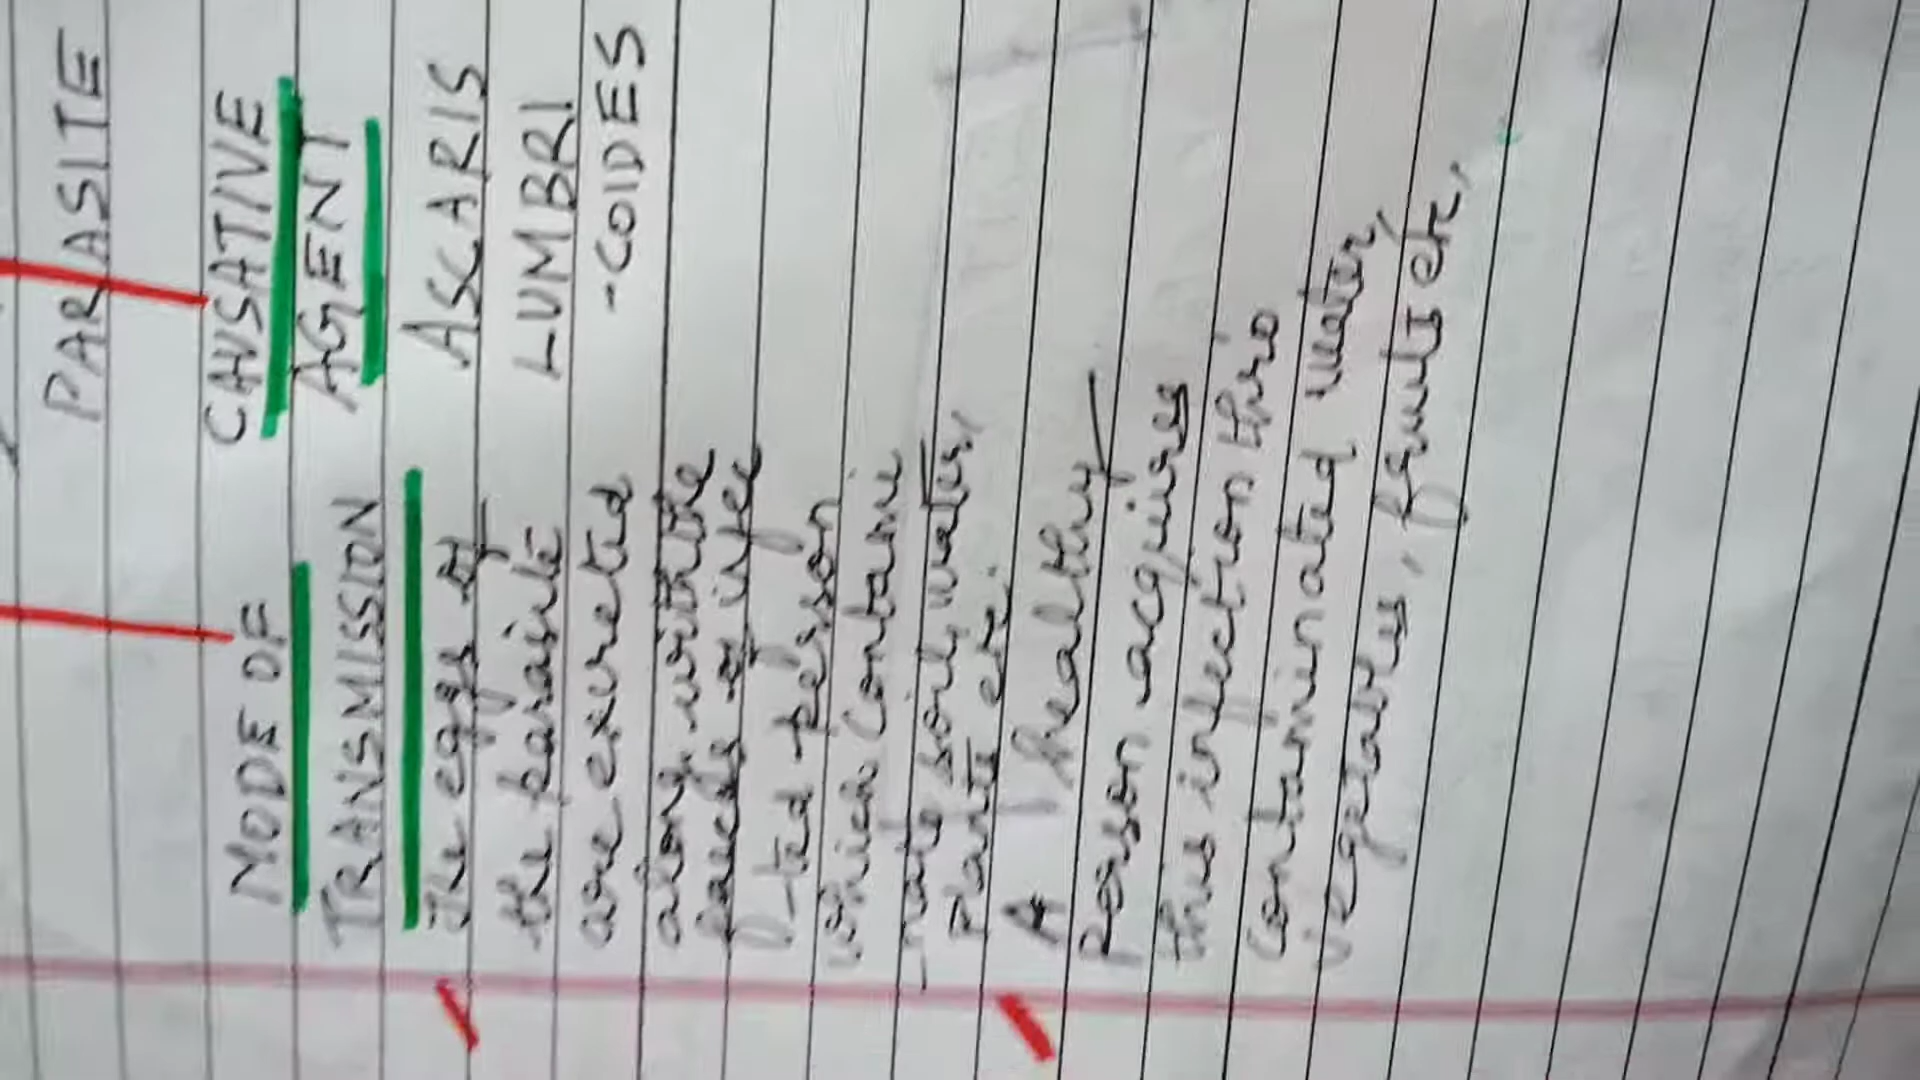 PARASITE
CAUSATIVE
AGENT
ASCARIS
LUMBRI
-COIDES
MODE OF
TRANSMISSION
The eggs of
the parasite
are excreted
along with the
faeces of infec
-ted person
which contami
-nate soil, water,
Plants etc.
A healthy
Person acquires
this infection thro
contaminated water,
vegetables, fruits etc.